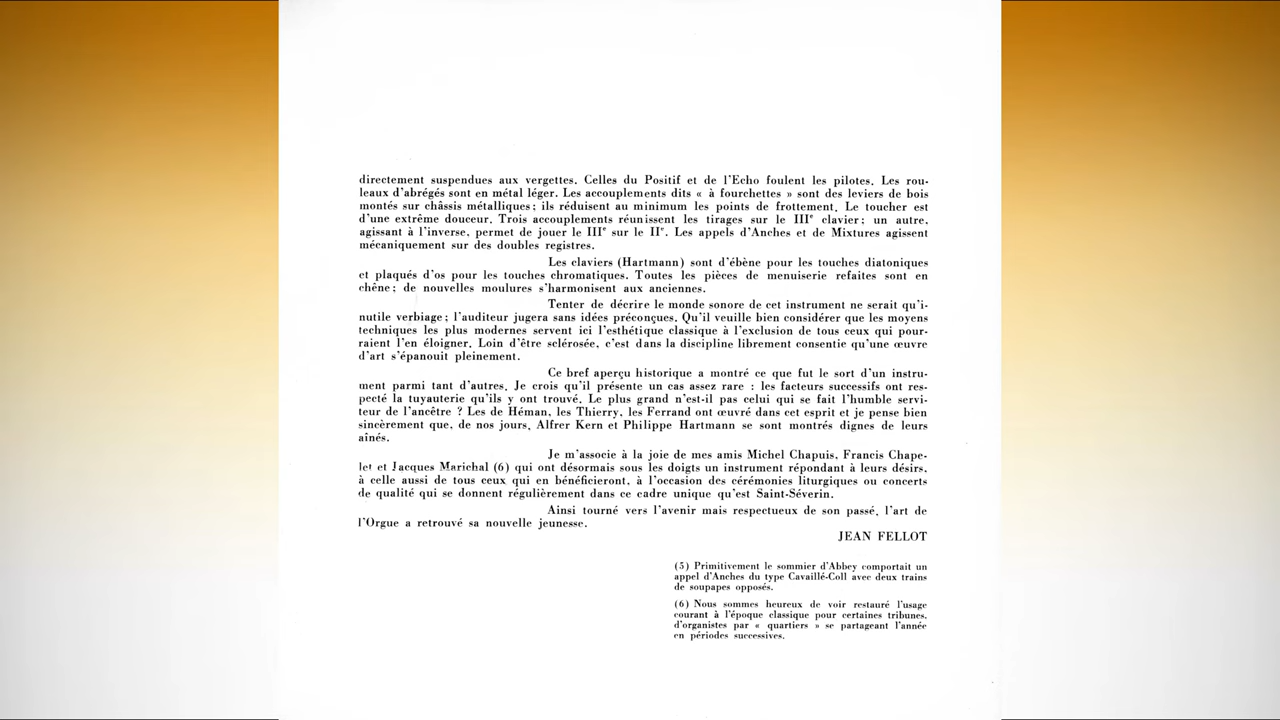 directement suspendues aux vergettes. Celles du Positif et de l'Echo foulent les pilotes. Les rou-
leaux d'abrégés sont en métal léger. Les accouplements dits « à fourchettes » sont des leviers de bois
montés sur châssis métalliques ; ils réduisent au minimum les points de frottement. Le toucher est
d'une extrême douceur. Trois accouplements réunissent les tirages sur le IIIe clavier ; un autre,
agissant à l'inverse, permet de jouer le IIIe sur le IIe. Les appels d'Anches et de Mixtures agissent
mécaniquement sur des doubles registres.
Les claviers (Hartmann) sont d'ébène pour les touches diatoniques
et plaqués d'os pour les touches chromatiques. Toutes les pièces de menuiserie refaites sont en
chêne ; de nouvelles moulures s'harmonisent aux anciennes.
Tenter de décrire le monde sonore de cet instrument ne serait qu'i-
nutile verbiage ; l'auditeur jugera sans idées préconçues. Qu'il veuille bien considérer que les moyens
techniques les plus modernes servent ici l'esthétique classique à l'exclusion de tous ceux qui pour-
raient l'en éloigner. Loin d'être sclérosée, c'est dans la discipline librement consentie qu'une œuvre
d'art s'épanouit pleinement.
Ce bref aperçu historique a montré ce que fut le sort d'un instru-
ment parmi tant d'autres. Je crois qu'il présente un cas assez rare : les facteurs successifs ont res-
pecté la tuyauterie qu'ils y ont trouvé. Le plus grand n'est-il pas celui qui se fait l'humble servi-
teur de l'ancêtre ? Les de Héman, les Thierry, les Ferrand ont œuvré dans cet esprit et je pense bien
sincèrement que, de nos jours, Alfrer Kern et Philippe Hartmann se sont montrés dignes de leurs
aînés.
Je m'associe à la joie de mes amis Michel Chapuis, Francis Chape-
let et Jacques Marichal (6) qui ont désormais sous les doigts un instrument répondant à leurs désirs,
à celle aussi de tous ceux qui en bénéficieront, à l'occasion des cérémonies liturgiques ou concerts
de qualité qui se donnent régulièrement dans ce cadre unique qu'est Saint-Séverin.
Ainsi tourné vers l'avenir mais respectueux de son passé, l'art de
l'Orgue a retrouvé sa nouvelle jeunesse.
JEAN FELLOT
(5) Primitivement le sommier d'Abbey comportait un
appel d'Anches du type Cavaillé-Coll avec deux trains
de soupapes opposés.
(6) Nous sommes heureux de voir restauré l'usage
courant à l'époque classique pour certaines tribunes,
d'organistes par « quartiers » se partageant l'année
en périodes successives.